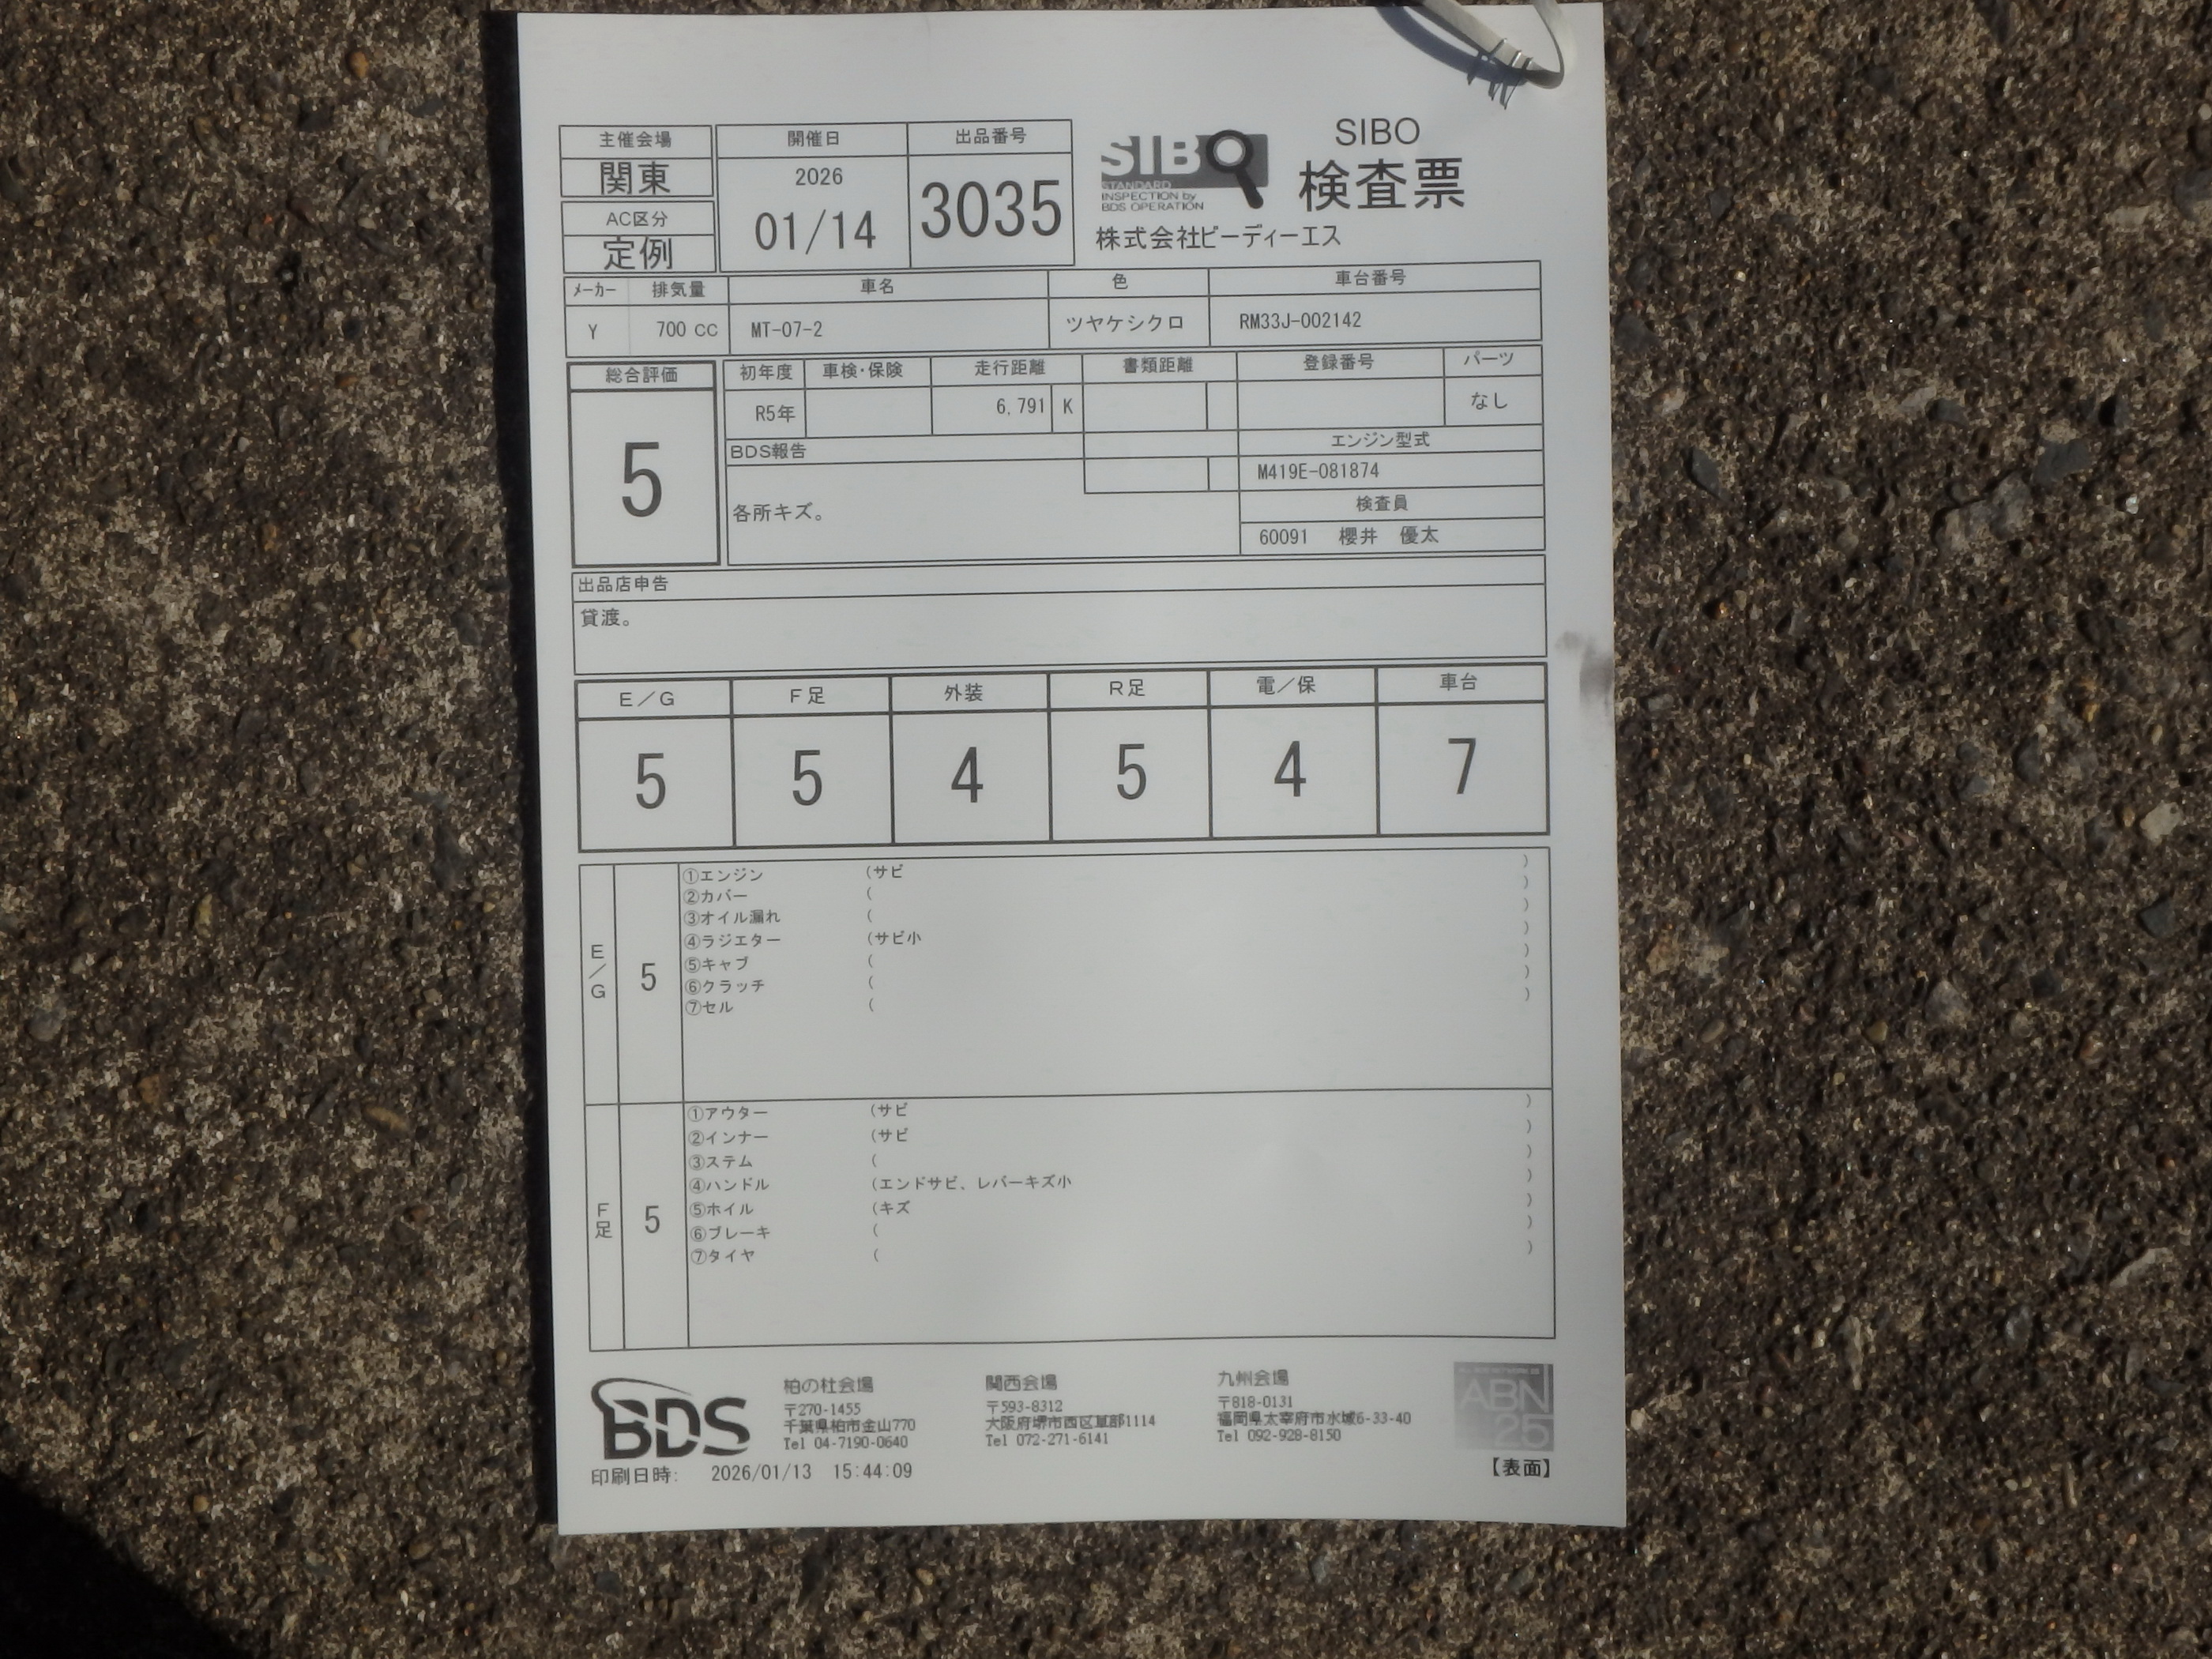 主催会場
関東
AC区分
定例
開催日
2026
01/14
出品番号
3035
SIBO
STANDARD
INSPECTION by
BDS OPERATION
SIBO
検査票
株式会社ビーディーエス
メーカー 排気量 車名 色 車台番号
Y 700 CC MT-07-2 ツヤケシクロ RM33J-002142
総合評価
5
初年度 車検・保険 走行距離 書類距離 登録番号 パーツ
R5年 6,791 K なし
BDS報告
各所キズ。
エンジン型式
M419E-081874
検査員
60091 櫻井 優太
出品店申告
貸渡。
E/G F足 外装 R足 電/保 車台
5 5 4 5 4 7
E/G
5
①エンジン (サビ )
②カバー ( )
③オイル漏れ ( )
④ラジエター (サビ小 )
⑤キャブ ( )
⑥クラッチ ( )
⑦セル ( )
F足
5
①アウター (サビ )
②インナー (サビ )
③ステム ( )
④ハンドル (エンドサビ、レバーキズ小 )
⑤ホイル (キズ )
⑥ブレーキ ( )
⑦タイヤ ( )
BDS
柏の杜会場
〒270-1455
千葉県柏市金山770
Tel 04-7190-0640
関西会場
〒593-8312
大阪府堺市西区草部1114
Tel 072-271-6141
九州会場
〒818-0131
福岡県太宰府市水城6-33-40
Tel 092-928-8150
ABN
25
印刷日時: 2026/01/13 15:44:09
【表面】